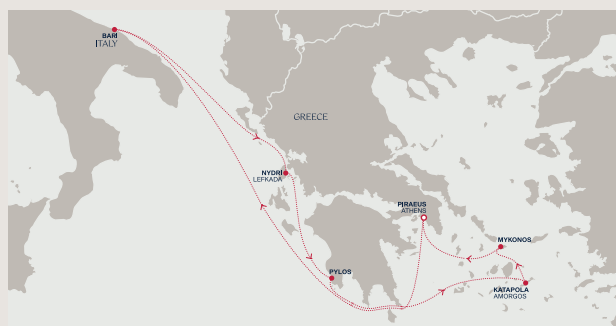 BARI
ITALY
GREECE
NYDRI
LEFKADA
PIRAEUS
ATHENS
MYKONOS
PYLOS
KATAPOLA
AMORGOS